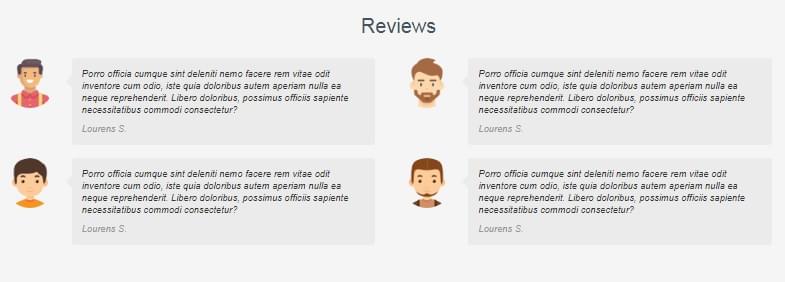 Reviews
Porro officia cumque sint deleniti nemo facere rem vitae odit
inventore cum odio, iste quia doloribus autem aperiam nulla ea
neque reprehenderit. Libero doloribus, possimus officiis sapiente
necessitatibus commodi consectetur?
Lourens S.
Porro officia cumque sint deleniti nemo facere rem vitae odit
inventore cum odio, iste quia doloribus autem aperiam nulla ea
neque reprehenderit. Libero doloribus, possimus officiis sapiente
necessitatibus commodi consectetur?
Lourens S.
Porro officia cumque sint deleniti nemo facere rem vitae odit
inventore cum odio, iste quia doloribus autem aperiam nulla ea
neque reprehenderit. Libero doloribus, possimus officiis sapiente
necessitatibus commodi consectetur?
Lourens S.
Porro officia cumque sint deleniti nemo facere rem vitae odit
inventore cum odio, iste quia doloribus autem aperiam nulla ea
neque reprehenderit. Libero doloribus, possimus officiis sapiente
necessitatibus commodi consectetur?
Lourens S.